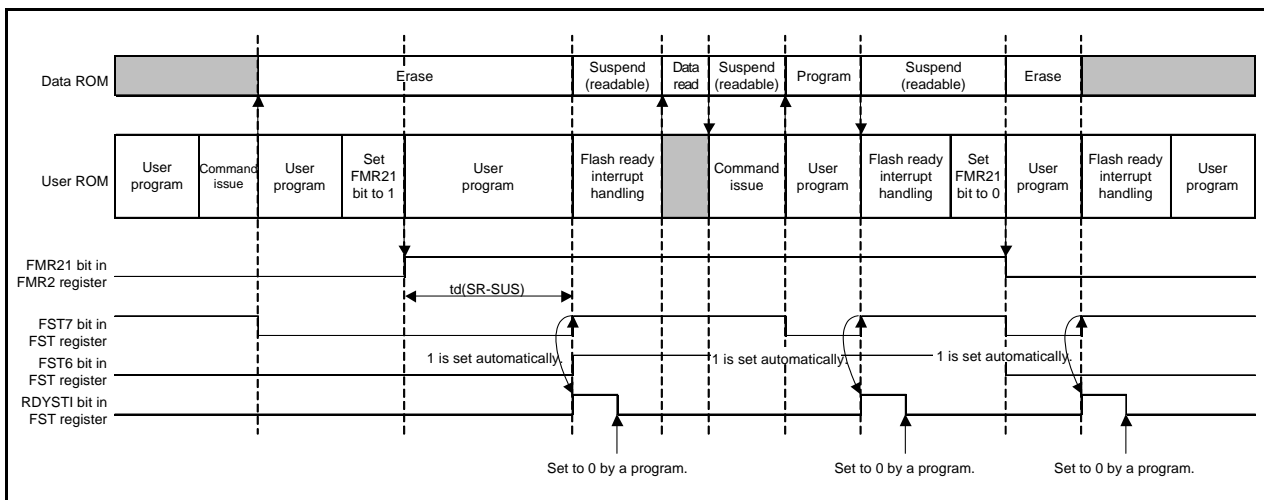 Data ROM
Erase
Suspend
(readable)
Data
read
Suspend
(readable)
Program
Suspend
(readable)
Erase
User ROM
User
program
Command
issue
User
program
Set
FMR21
bit to 1
User
program
Flash ready
interrupt
handling
Command
issue
User
program
Flash ready
interrupt
handling
Set
FMR21
bit to 0
User
program
Flash ready
interrupt
handling
User
program
FMR21 bit in
FMR2 register
td(SR-SUS)
FST7 bit in
FST register
1 is set automatically.
1 is set automatically.
1 is set automatically.
FST6 bit in
FST register
RDYSTI bit in
FST register
Set to 0 by a program.
Set to 0 by a program.
Set to 0 by a program.